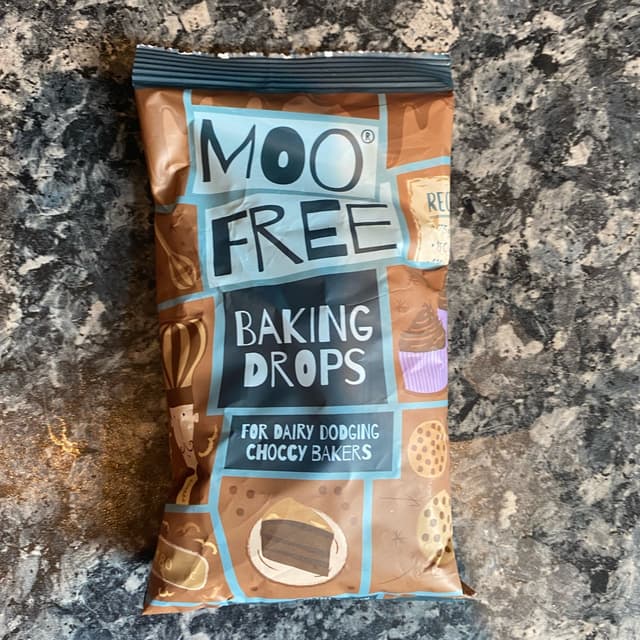 MOO®
FREE
BAKING
DROPS
FOR DAIRY DODGING
CHOCCY BAKERS